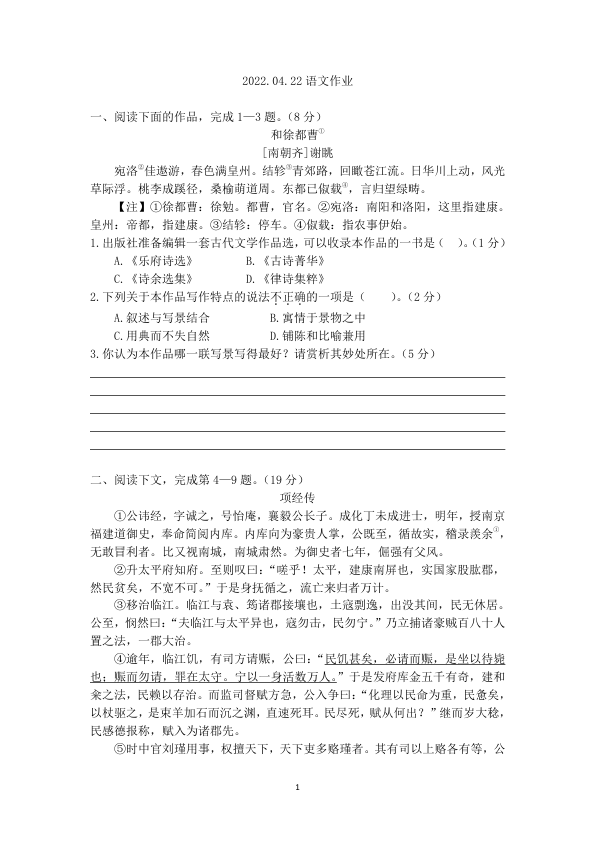 2022.04.22语文作业
一、阅读下面的作品，完成1—3题。（8分）
和徐都曹①
[南朝齐]谢眺
宛洛②佳遨游，春色满皇州。结轸③青郊路，回瞰苍江流。日华川上动，风光
草际浮。桃李成蹊径，桑榆荫道周。东都已俶载④，言归望绿畴。
【注】①徐都曹：徐勉。都曹，官名。②宛洛：南阳和洛阳，这里指建康。
皇州：帝都，指建康。③结轸：停车。④俶载：指农事伊始。
1.出版社准备编辑一套古代文学作品选，可以收录本作品的一书是（ ）。（1分）
A.《乐府诗选》 B.《古诗菁华》
C.《诗余选集》 D.《律诗集粹》
2.下列关于本作品写作特点的说法不正确的一项是（ ）。（2分）
A.叙述与写景结合 B.寓情于景物之中
C.用典而不失自然 D.铺陈和比喻兼用
3.你认为本作品哪一联写景写得最好？请赏析其妙处所在。（5分）
二、阅读下文，完成第4—9题。（19分）
项经传
①公讳经，字诚之，号怡庵，襄毅公长子。成化丁未成进士，明年，授南京
福建道御史，奉命简阅内库。内库向为豪贵人掌，公既至，循故实，稽录羡余①，
无敢冒利者。比又视南城，南城肃然。为御史者七年，倔强有父风。
②升太平府知府。至则叹曰：“嗟乎！太平，建康南屏也，实国家股肱郡，
然民贫矣，不宽不可。”于是身抚循之，流亡来归者万计。
③移治临江。临江与袁、筠诸郡接壤也，土寇剽逸，出没其间，民无休居。
公至，悯然曰：“夫临江与太平异也，寇勿击，民勿宁。”乃立捕诸豪贼百八十人
置之法，一郡大治。
④逾年，临江饥，有司方请赈，公曰：“民饥甚矣，必请而赈，是坐以待毙
也；赈而勿请，罪在太守。宁以一身活数万人。”于是发府库金五千有奇，建和
籴之法，民赖以存治。而监司督赋方急，公入争曰：“化理以民命为重，民惫矣，
以杖驱之，是束羊加石而沉之渊，直速死耳。民尽死，赋从何出？”继而岁大稔，
民感德报称，赋入为诸郡先。
⑤时中官刘瑾用事，权擅天下，天下吏多赂瑾者。其有司以上赂各有等，公
1